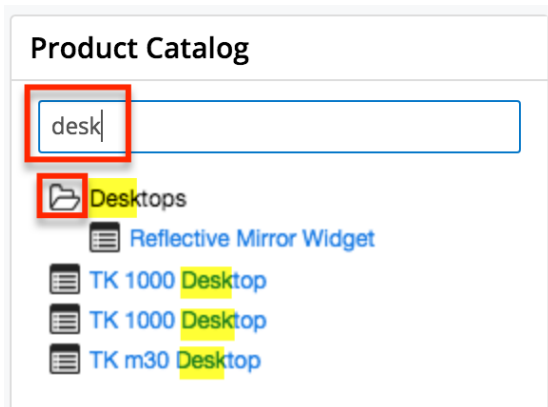 Product Catalog
desk
Desktops
Reflective Mirror Widget
TK 1000 Desktop
TK 1000 Desktop
TK m30 Desktop